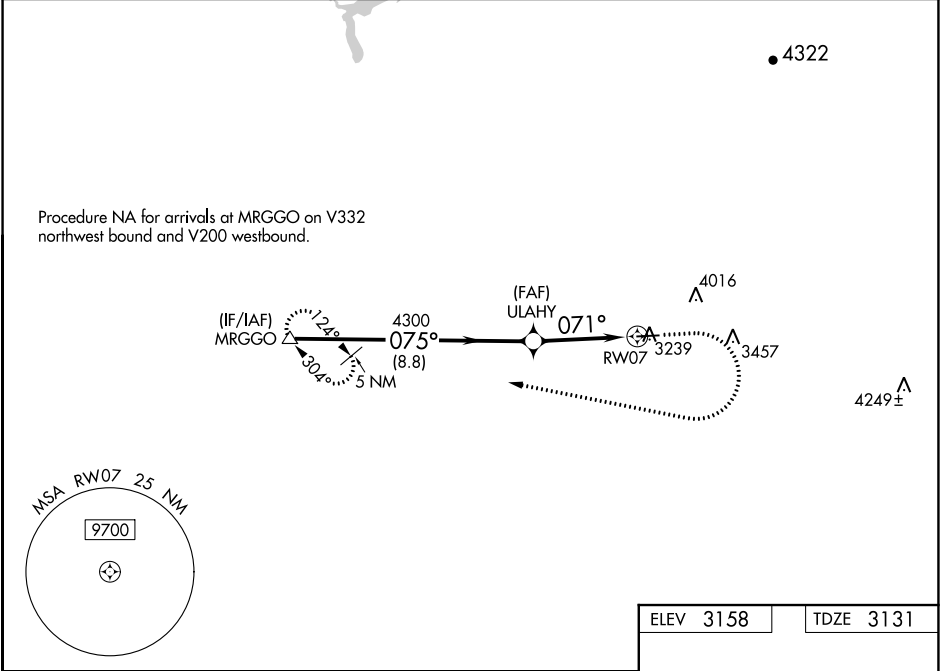 4322
Procedure NA for arrivals at MRGGO on V332
northwest bound and V200 westbound.
4016
(FAF)
ULAHY
(IF/IAF)
MRGGO
124°
4300
075°
(8.8)
071°
304°
5 NM
RW07
3239
3457
4249±
MSA RW07 25 NM
9700
ELEV 3158
TDZE 3131